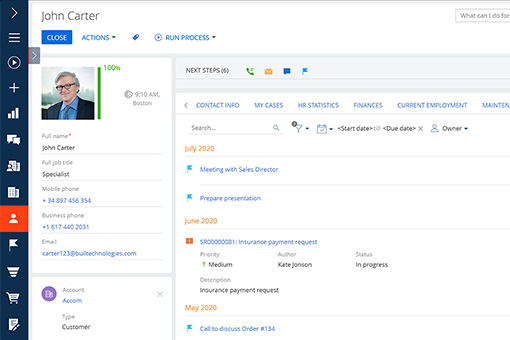 John Carter
What can I do for
CLOSE
ACTIONS
RUN PROCESS
100%
9:10 AM,
Boston
Full name*
John Carter
Full job title
Specialist
Mobile phone
+ 34 897 456 354
Business phone
+1 617 440 2031
Email
carter123@builtechnologies.com
Account
Accom
Type
Customer
NEXT STEPS (6)
CONTACT INFO
MY CASES
HR STATISTICS
FINANCES
CURRENT EMPLOYMENT
MAINTEN
Search...
<Start date> till <Due date>
Owner
July 2020
Meeting with Sales Director
Prepare presentation
June 2020
SR00000081: Insurance payment request
Priority Author Status
Medium Kate Jonson In progress
Description
Insurance payment request
May 2020
Call to discuss Order #134